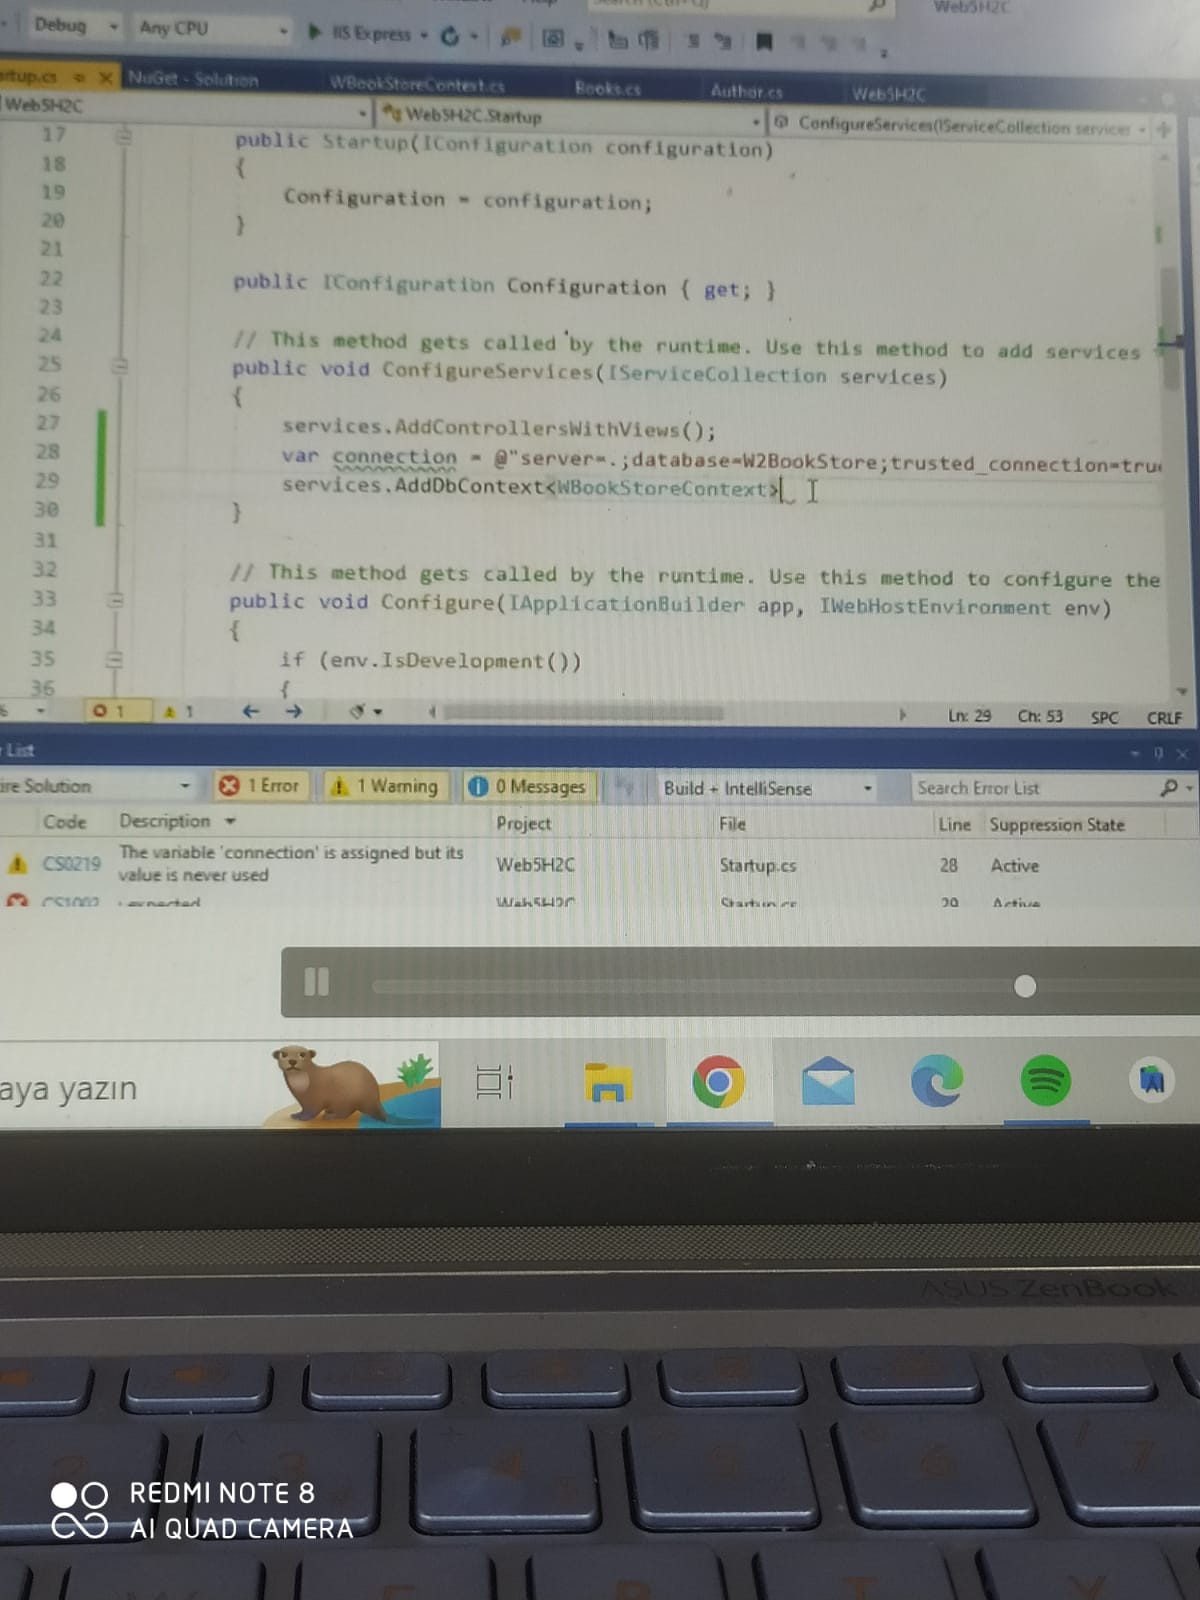 Web5H2C
Debug Any CPU IIS Express
rtup.cs NuGet - Solution WBookStoreContext.cs Books.cs Author.cs Web5H2C
Web5H2C Web5H2C.Startup ConfigureServices(IServiceCollection services
17 public Startup(IConfiguration configuration)
18 {
19 Configuration = configuration;
20 }
21
22 public IConfiguration Configuration { get; }
23
24 // This method gets called by the runtime. Use this method to add services
25 public void ConfigureServices(IServiceCollection services)
26 {
27 services.AddControllersWithViews();
28 var connection = @"server=.;database=W2BookStore;trusted_connection=tru
29 services.AddDbContext<WBookStoreContext>
30 }
31
32 // This method gets called by the runtime. Use this method to configure the
33 public void Configure(IApplicationBuilder app, IWebHostEnvironment env)
34 {
35 if (env.IsDevelopment())
36 {
1 1 Ln: 29 Ch: 53 SPC CRLF
List
ire Solution 1 Error 1 Warning 0 Messages Build + IntelliSense Search Error List
Code Description Project File Line Suppression State
CS0219 The variable 'connection' is assigned but its value is never used Web5H2C Startup.cs 28 Active
CS1002 ; expected Web5H2C Startup.cs 29 Active
aya yazın
ASUS ZenBook
REDMI NOTE 8
AI QUAD CAMERA